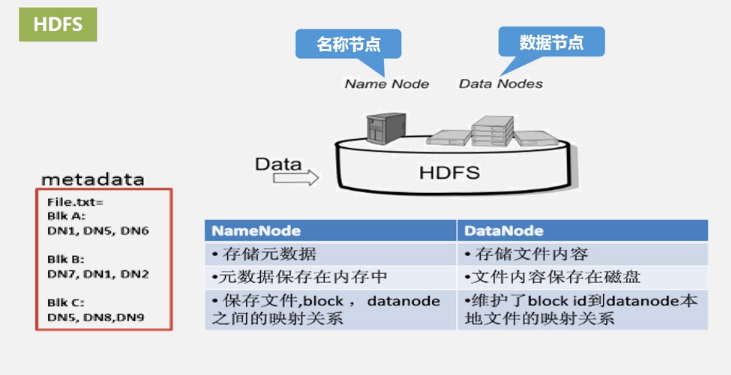 HDFS
名称节点
数据节点
Name Node
Data Nodes
Data
HDFS
metadata
File.txt=
Blk A:
DN1, DN5, DN6
Blk B:
DN7, DN1, DN2
Blk C:
DN5, DN8,DN9
NameNode
DataNode
• 存储元数据
• 存储文件内容
•元数据保存在内存中
•文件内容保存在磁盘
• 保存文件,block ，datanode
之间的映射关系
•维护了block id到datanode本
地文件的映射关系